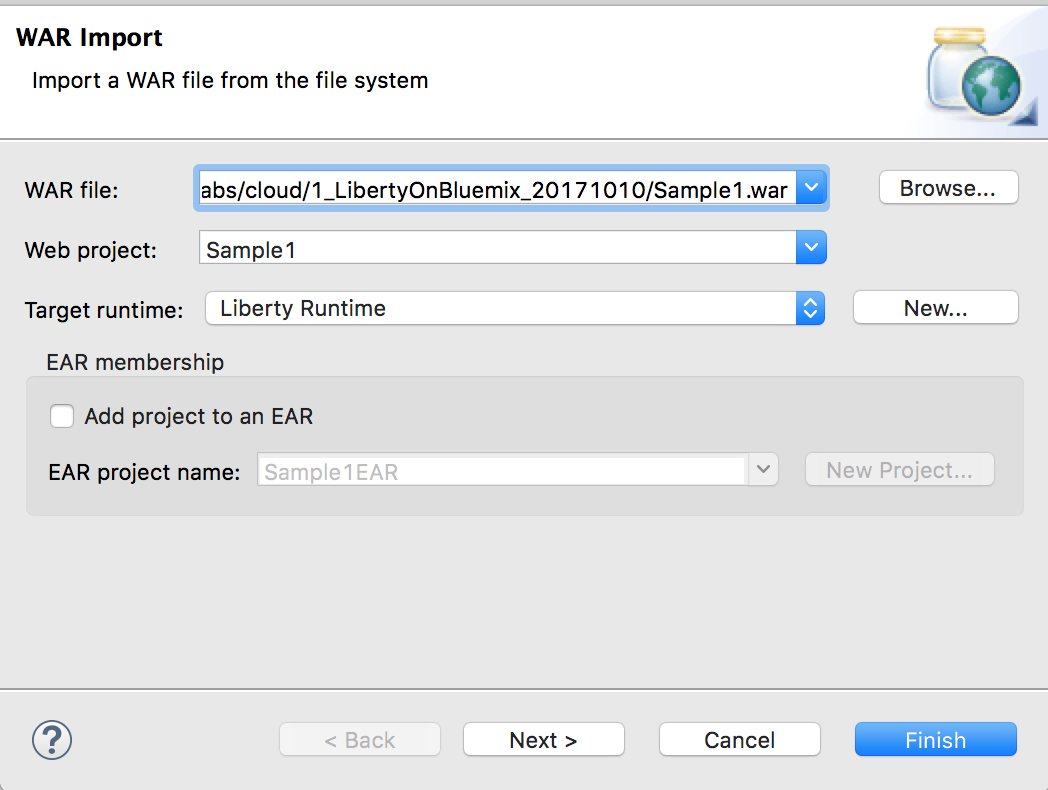 WAR Import
Import a WAR file from the file system
WAR file: abs/cloud/1_LibertyOnBluemix_20171010/Sample1.war Browse...
Web project: Sample1
Target runtime: Liberty Runtime New...
EAR membership
Add project to an EAR
EAR project name: Sample1EAR New Project...
? < Back Next > Cancel Finish